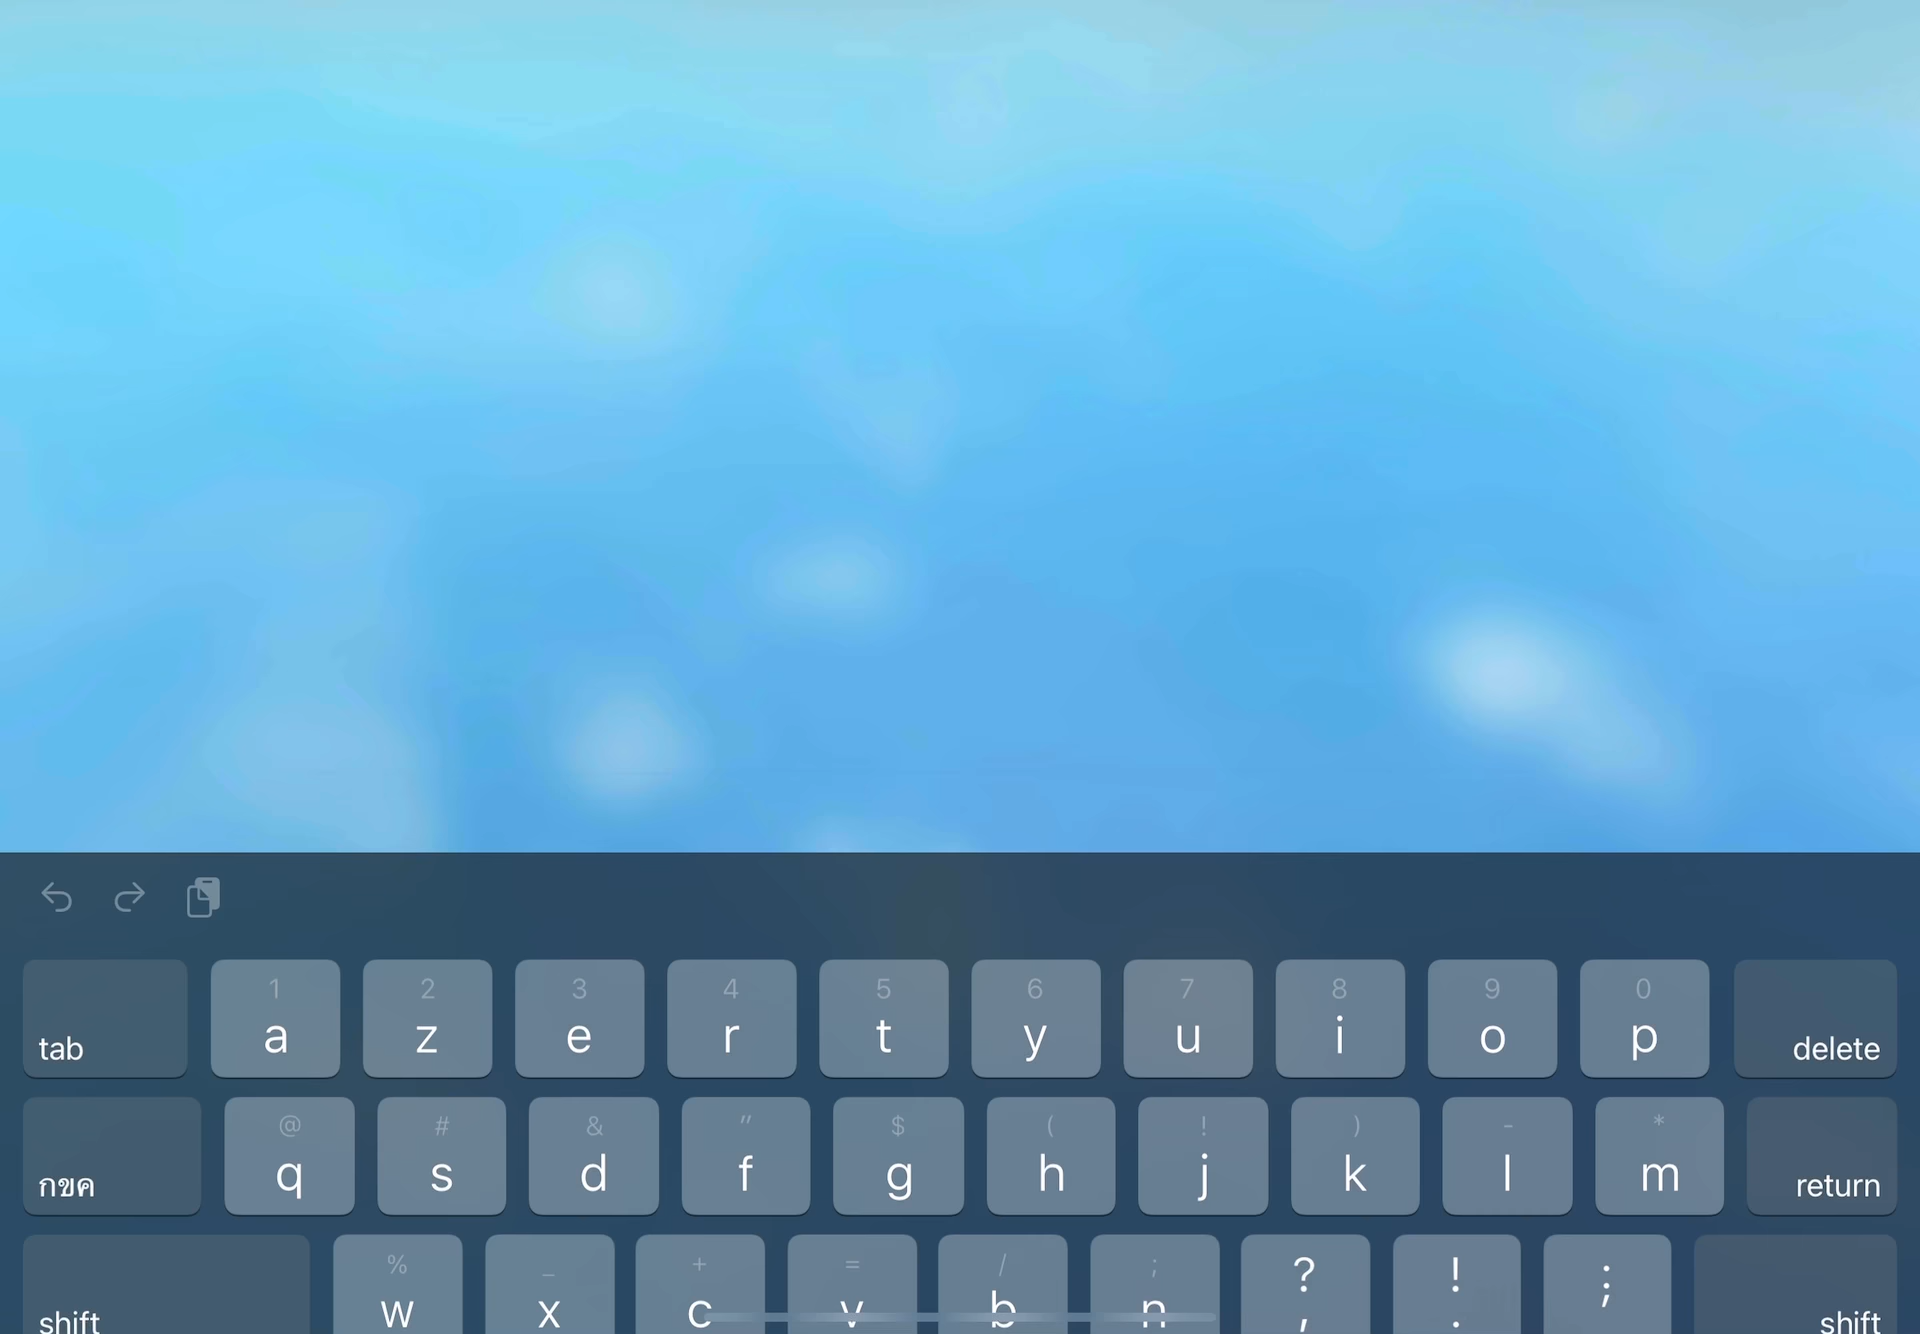 1 2 3 4 5 6 7 8 9 0
tab a z e r t y u i o p delete
@ # & " $ ( ! ) - *
กขค q s d f g h j k l m return
% _ + = / ; ? ! ;
shift w x c v b n , . shift